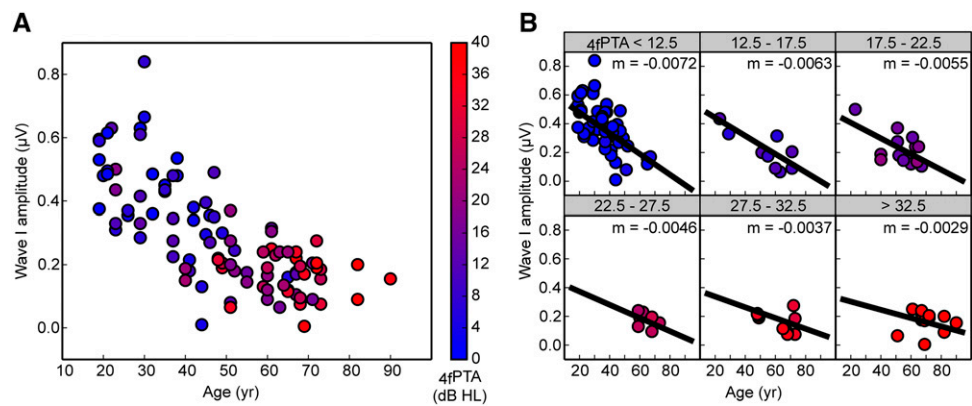 A
Wave I amplitude (µV)
0.8
0.6
0.4
0.2
0.0
10 20 30 40 50 60 70 80 90
Age (yr)
40
36
32
28
24
20
16
12
8
4
0
4fPTA
(dB HL)
B
Wave I amplitude (µV)
4fPTA < 12.5 12.5 - 17.5 17.5 - 22.5
m = -0.0072 m = -0.0063 m = -0.0055
0.8
0.6
0.4
0.2
0.0
22.5 - 27.5 27.5 - 32.5 > 32.5
m = -0.0046 m = -0.0037 m = -0.0029
0.8
0.6
0.4
0.2
0.0
20 40 60 80 20 40 60 80 20 40 60 80
Age (yr) Age (yr) Age (yr)